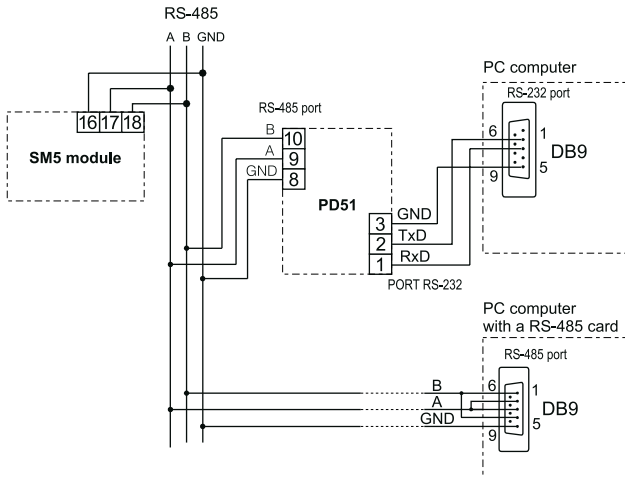 RS-485
A B GND
PC computer
RS-232 port
16 17 18
SM5 module
RS-485 port
B 10
A 9
GND 8
PD51
3 GND
2 TxD
1 RxD
PORT RS-232
6 1
DB9
9 5
PC computer
with a RS-485 card
RS-485 port
B
A
GND
6 1
DB9
9 5